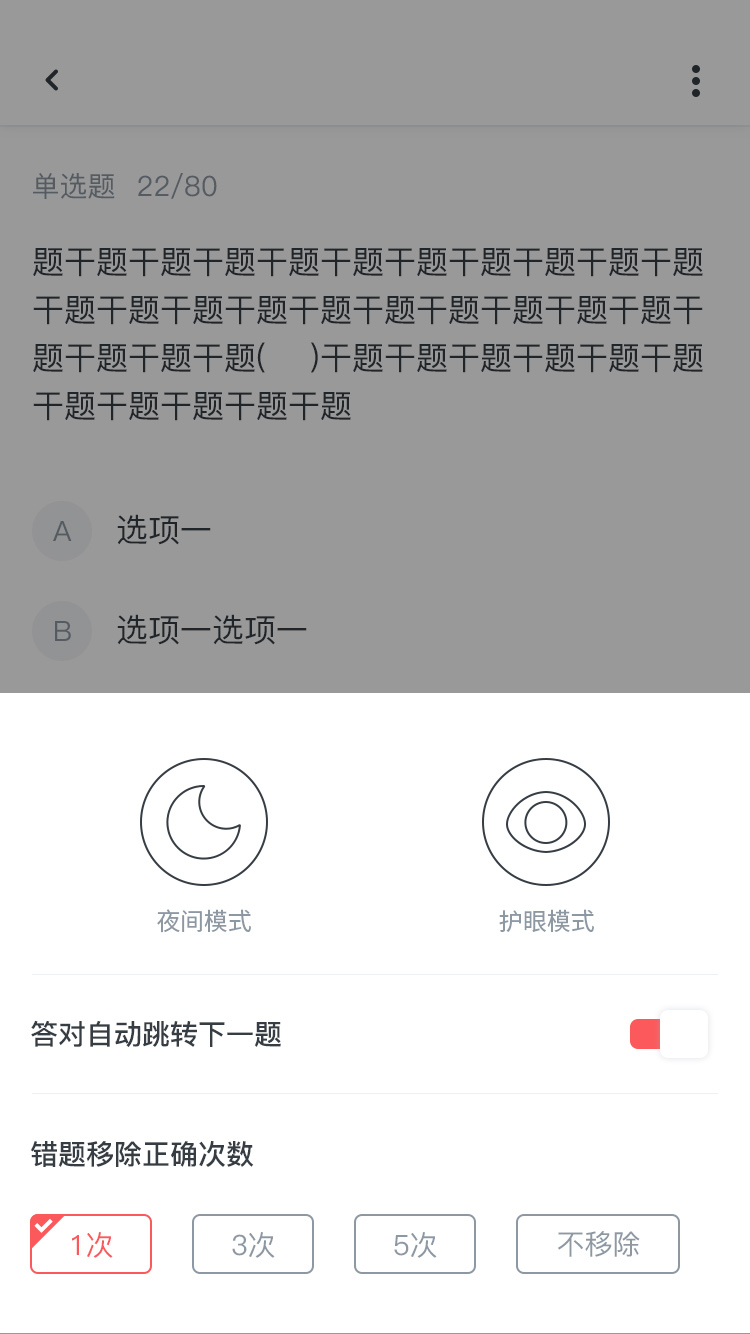 单选题 22/80
题干题干题干题干题干题干题干题干题干题干题
干题干题干题干题干题干题干题干题干题干题干
题干题干题干题( )干题干题干题干题干题干题
干题干题干题干题干题
A 选项一
B 选项一选项一
夜间模式 护眼模式
答对自动跳转下一题
错题移除正确次数
1次 3次 5次 不移除